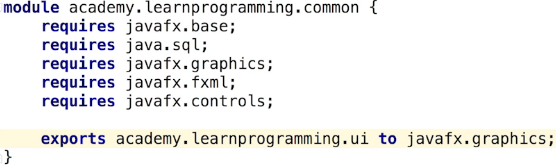 module academy.learnprogramming.common {
    requires javafx.base;
    requires java.sql;
    requires javafx.graphics;
    requires javafx.fxml;
    requires javafx.controls;

    exports academy.learnprogramming.ui to javafx.graphics;
}